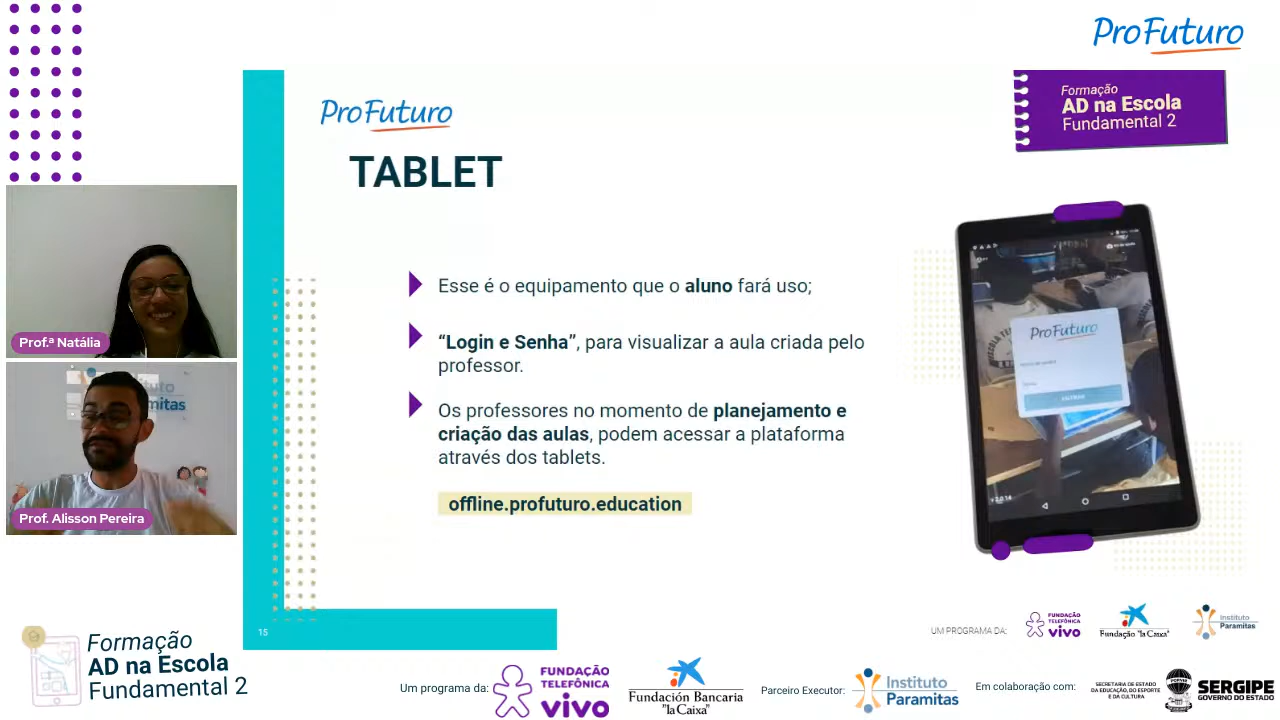 ProFuturo
ProFuturo
Formação
AD na Escola
Fundamental 2
TABLET
Esse é o equipamento que o aluno fará uso;
“Login e Senha”, para visualizar a aula criada pelo
professor.
Os professores no momento de planejamento e
criação das aulas, podem acessar a plataforma
através dos tablets.
offline.profuturo.education
ProFuturo
Prof.ª Natália
Prof. Alisson Pereira
15
UM PROGRAMA DA:
FUNDAÇÃO
TELEFÔNICA
vivo
Fundação "la Caixa"
Instituto
Paramitas
Formação
AD na Escola
Fundamental 2
Um programa da:
FUNDAÇÃO
TELEFÔNICA
vivo
Fundación Bancaria
"la Caixa"
Parceiro Executor:
Instituto
Paramitas
Em colaboração com:
SECRETARIA DE ESTADO
DA EDUCAÇÃO, DO ESPORTE
E DA CULTURA
SERGIPE
GOVERNO DO ESTADO